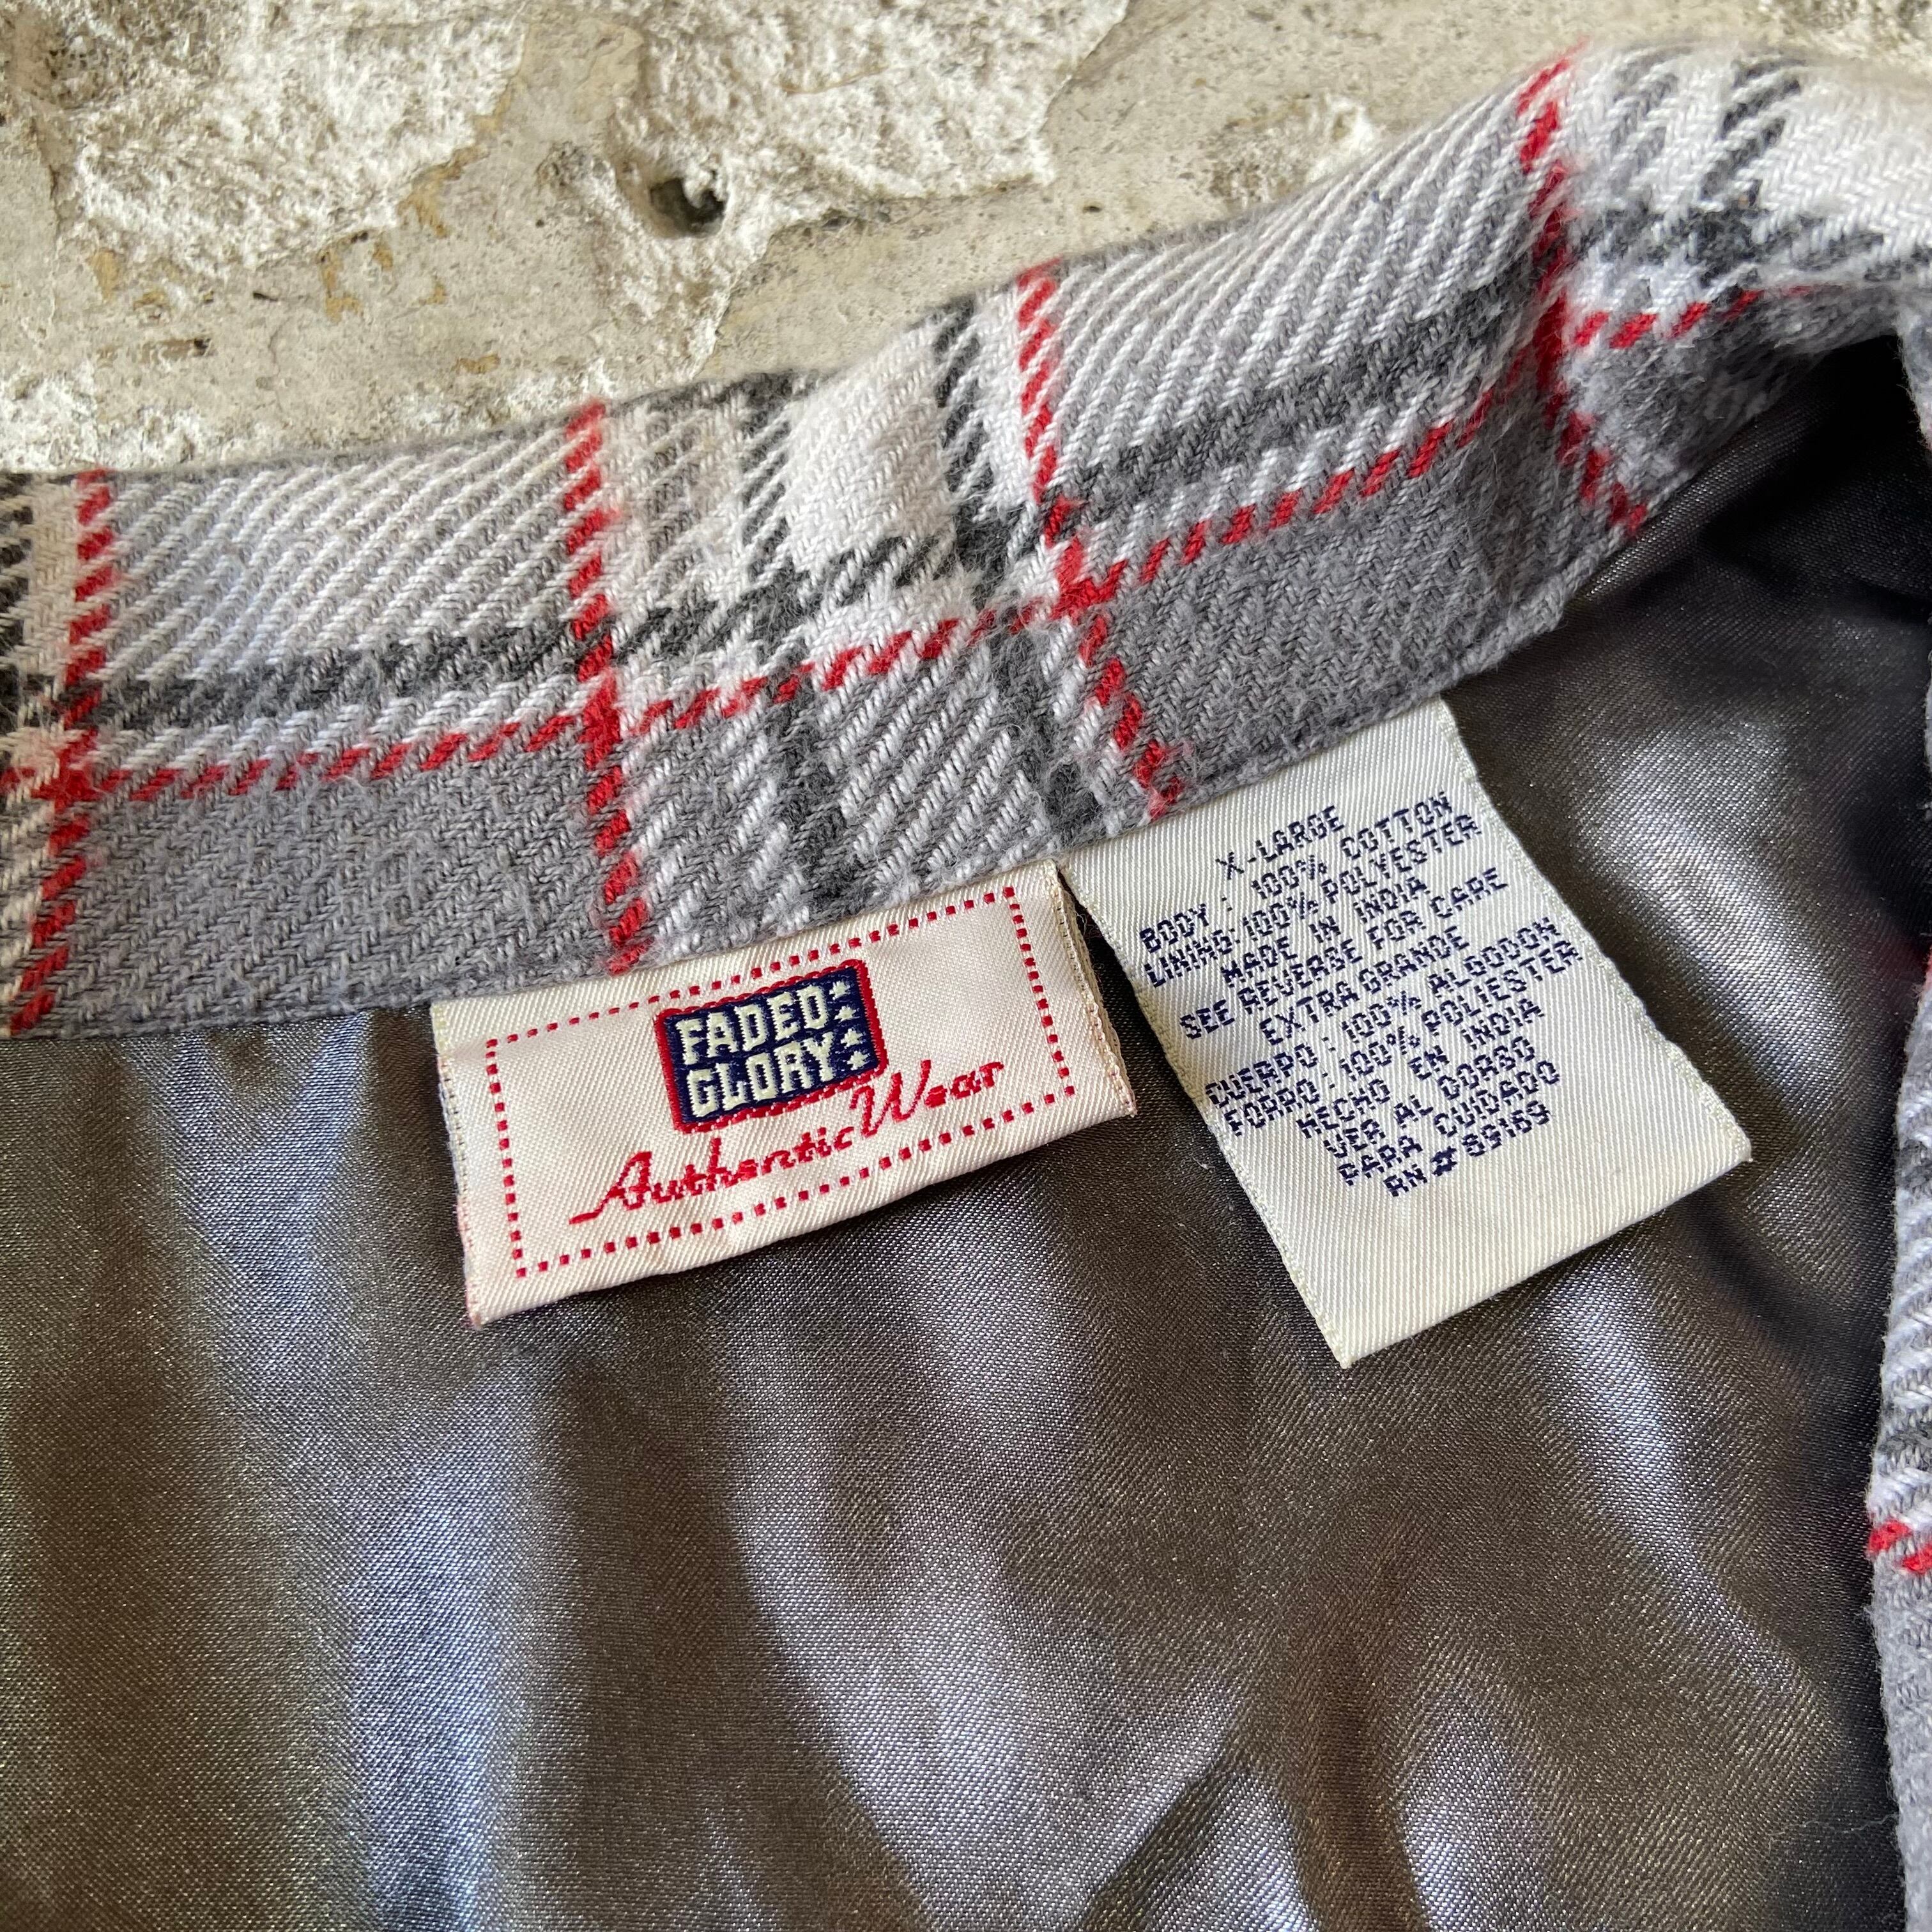 FADED
GLORY
Authentic Wear
X-LARGE
BODY : 100% COTTON
LINING:100% POLYESTER
MADE IN INDIA
SEE REVERSE FOR CARE
EXTRA GRANDE
CUERPO : 100% ALGODON
FORRO : 100% POLIESTER
HECHO EN INDIA
VER AL DORSO
PARA CUIDADO
RN # 69169